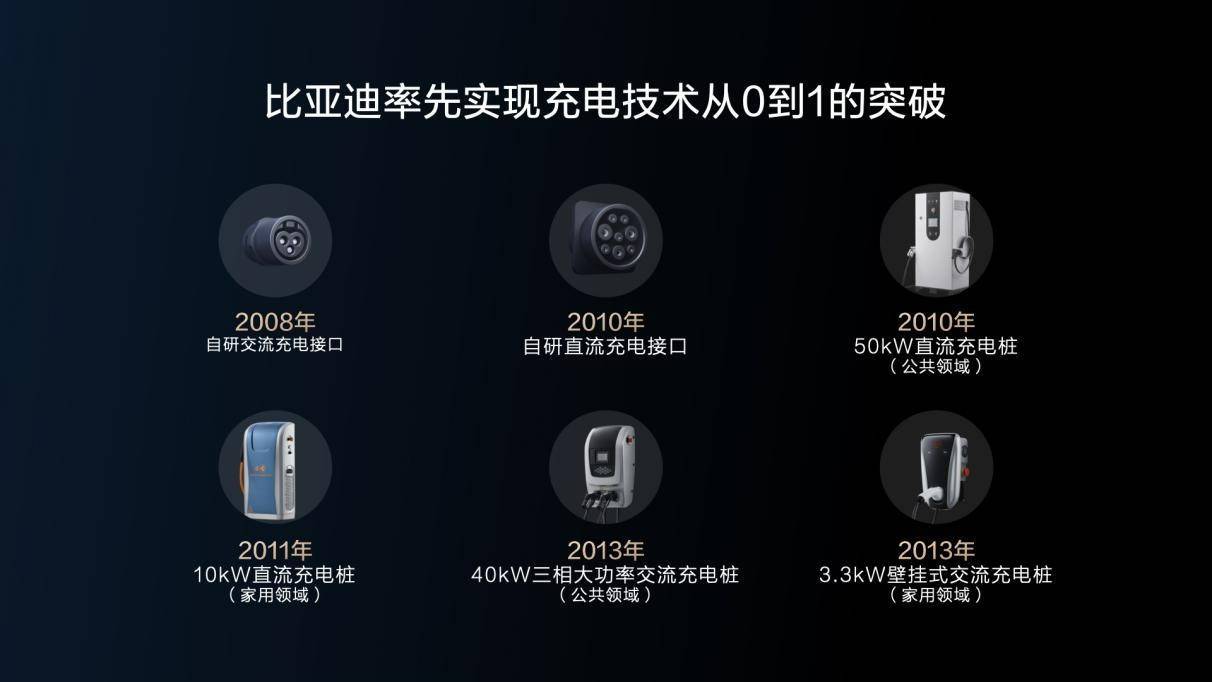 比亚迪率先实现充电技术从0到1的突破
2008年
自研交流充电接口
2010年
自研直流充电接口
2010年
50kW直流充电桩
（公共领域）
2011年
10kW直流充电桩
（家用领域）
2013年
40kW三相大功率交流充电桩
（公共领域）
2013年
3.3kW壁挂式交流充电桩
（家用领域）